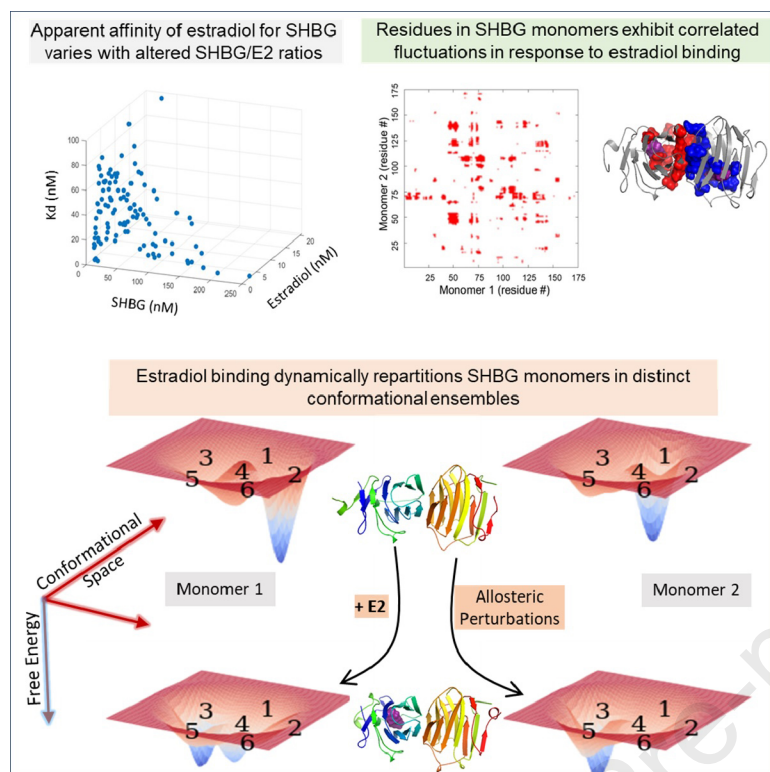 Apparent affinity of estradiol for SHBG
varies with altered SHBG/E2 ratios
Residues in SHBG monomers exhibit correlated
fluctuations in response to estradiol binding
100
80
60
40
20
0
Kd (nM)
0
50
100
150
200
250
SHBG (nM)
0
5
10
15
20
Estradiol (nM)
175
150
125
100
75
50
25
Monomer 2 (residue #)
25
50
75
100
125
150
175
Monomer 1 (residue #)
Estradiol binding dynamically repartitions SHBG monomers in distinct
conformational ensembles
3
1
5
4
2
6
3
1
5
4
2
6
Conformational
Space
Free Energy
Monomer 1
Monomer 2
+ E2
Allosteric
Perturbations
3
1
5
4
2
6
3
1
5
4
2
6
re-p